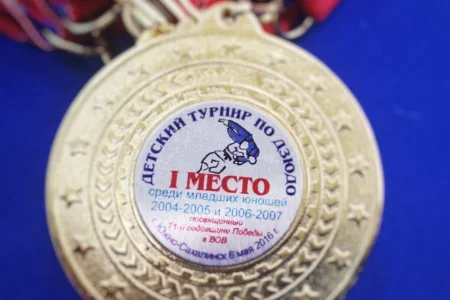 ДЕТСКИЙ ТУРНИР ПО ДЗЮДО
I МЕСТО
среди младших юношей
2004-2005 и 2006-2007
посвященный
71-й годовщине Победы
в ВОВ
г. Южно-Сахалинск 6 мая 2016 г